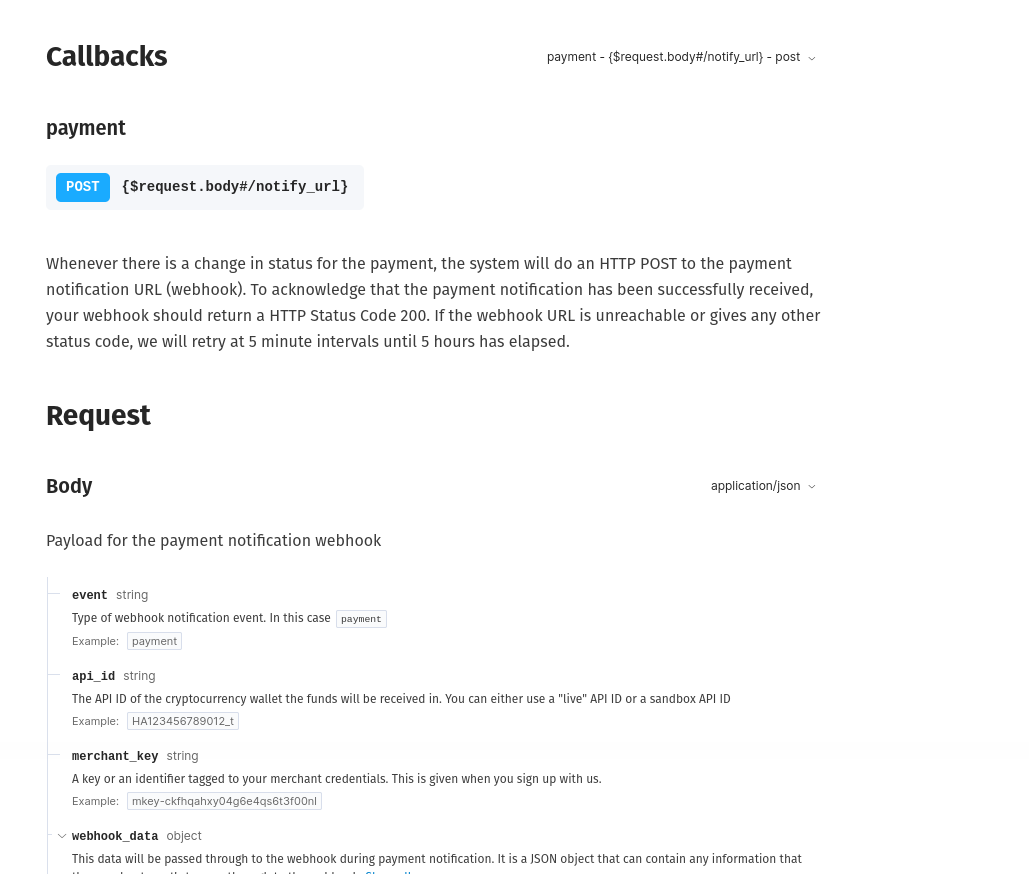 Callbacks
payment - {$request.body#/notify_url} - post
payment
POST {$request.body#/notify_url}
Whenever there is a change in status for the payment, the system will do an HTTP POST to the payment
notification URL (webhook). To acknowledge that the payment notification has been successfully received,
your webhook should return a HTTP Status Code 200. If the webhook URL is unreachable or gives any other
status code, we will retry at 5 minute intervals until 5 hours has elapsed.
Request
Body
application/json
Payload for the payment notification webhook
event string
Type of webhook notification event. In this case payment
Example: payment
api_id string
The API ID of the cryptocurrency wallet the funds will be received in. You can either use a "live" API ID or a sandbox API ID
Example: HA123456789012_t
merchant_key string
A key or an identifier tagged to your merchant credentials. This is given when you sign up with us.
Example: mkey-ckfhqahxy04g6e4qs6t3f00nl
webhook_data object
This data will be passed through to the webhook during payment notification. It is a JSON object that can contain any information that